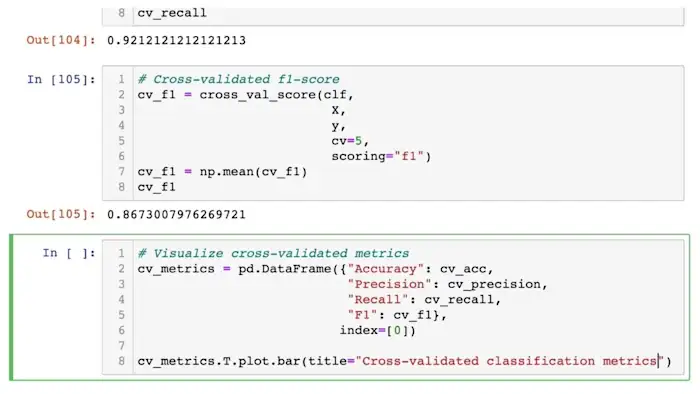 8 cv_recall
Out[104]: 0.9212121212121213
In [105]: 1 # Cross-validated f1-score
2 cv_f1 = cross_val_score(clf,
3 X,
4 y,
5 cv=5,
6 scoring="f1")
7 cv_f1 = np.mean(cv_f1)
8 cv_f1
Out[105]: 0.8673007976269721
In [ ]: 1 # Visualize cross-validated metrics
2 cv_metrics = pd.DataFrame({"Accuracy": cv_acc,
3 "Precision": cv_precision,
4 "Recall": cv_recall,
5 "F1": cv_f1},
6 index=[0])
7
8 cv_metrics.T.plot.bar(title="Cross-validated classification metrics")